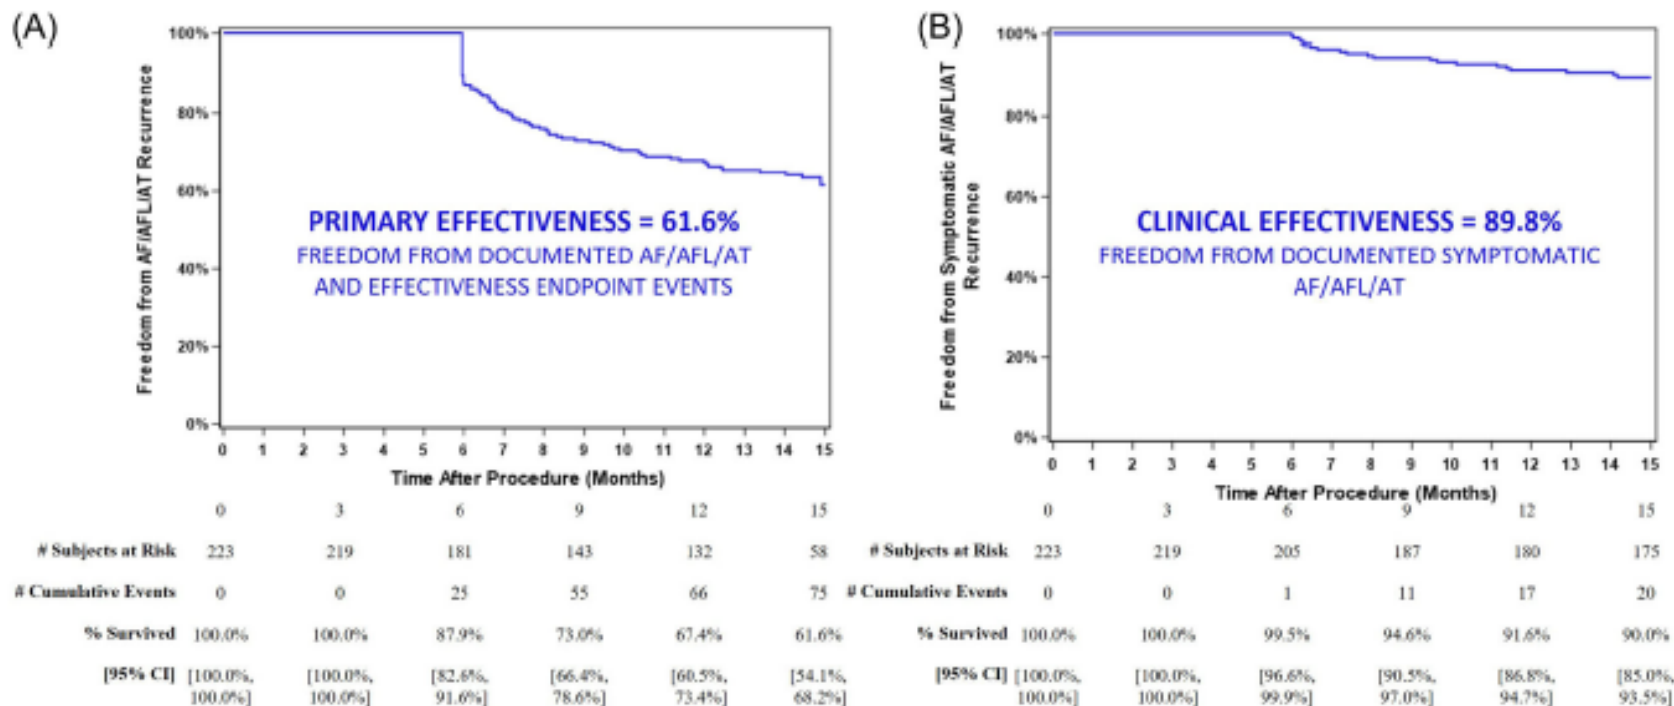 (A)
Freedom from AF/AFL/AT Recurrence
100%
80%
60%
40%
20%
0%
PRIMARY EFFECTIVENESS = 61.6%
FREEDOM FROM DOCUMENTED AF/AFL/AT
AND EFFECTIVENESS ENDPOINT EVENTS
0 1 2 3 4 5 6 7 8 9 10 11 12 13 14 15
Time After Procedure (Months)
0 3 6 9 12 15
# Subjects at Risk 223 219 181 143 132 58
# Cumulative Events 0 0 25 55 66 75
% Survived 100.0% 100.0% 87.9% 73.0% 67.4% 61.6%
[95% CI] [100.0%, [100.0%, [82.6%, [66.4%, [60.5%, [54.1%,
100.0%] 100.0%] 91.6%] 78.6%] 73.4%] 68.2%]
(B)
Freedom from Symptomatic AF/AFL/AT
Recurrence
100%
80%
60%
40%
20%
0%
CLINICAL EFFECTIVENESS = 89.8%
FREEDOM FROM DOCUMENTED SYMPTOMATIC
AF/AFL/AT
0 1 2 3 4 5 6 7 8 9 10 11 12 13 14 15
Time After Procedure (Months)
0 3 6 9 12 15
# Subjects at Risk 223 219 205 187 180 175
# Cumulative Events 0 0 1 11 17 20
% Survived 100.0% 100.0% 99.5% 94.6% 91.6% 90.0%
[95% CI] [100.0%, [100.0%, [96.6%, [90.5%, [86.8%, [85.0%,
100.0%] 100.0%] 99.9%] 97.0%] 94.7%] 93.5%]